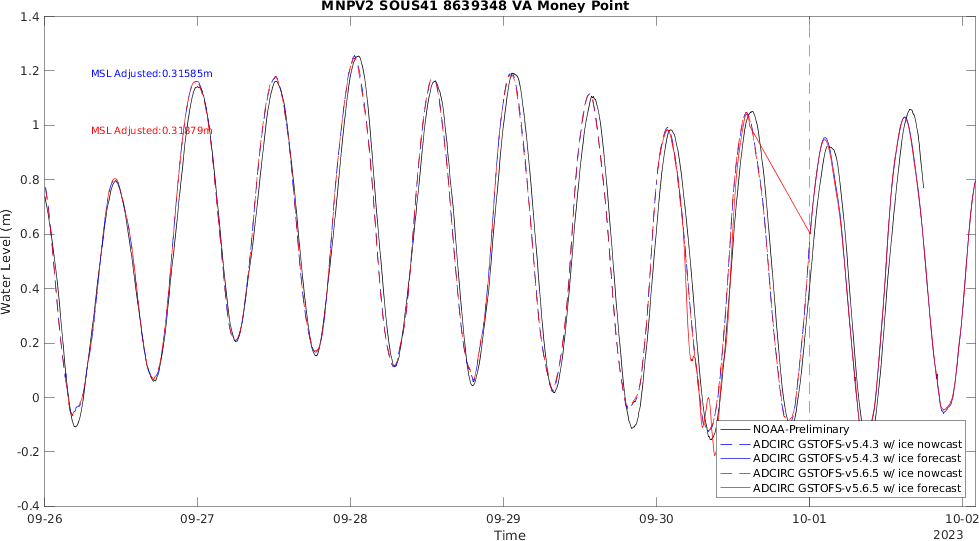 MNPV2 SOUS41 8639348 VA Money Point
1.4
1.2
1
0.8
0.6
0.4
0.2
0
-0.2
-0.4
Water Level (m)
MSL Adjusted:0.31585m
MSL Adjusted:0.31879m
NOAA-Preliminary
ADCIRC GSTOFS-v5.4.3 w/ ice nowcast
ADCIRC GSTOFS-v5.4.3 w/ ice forecast
ADCIRC GSTOFS-v5.6.5 w/ ice nowcast
ADCIRC GSTOFS-v5.6.5 w/ ice forecast
09-26 09-27 09-28 09-29 09-30 10-01 10-02
Time
2023